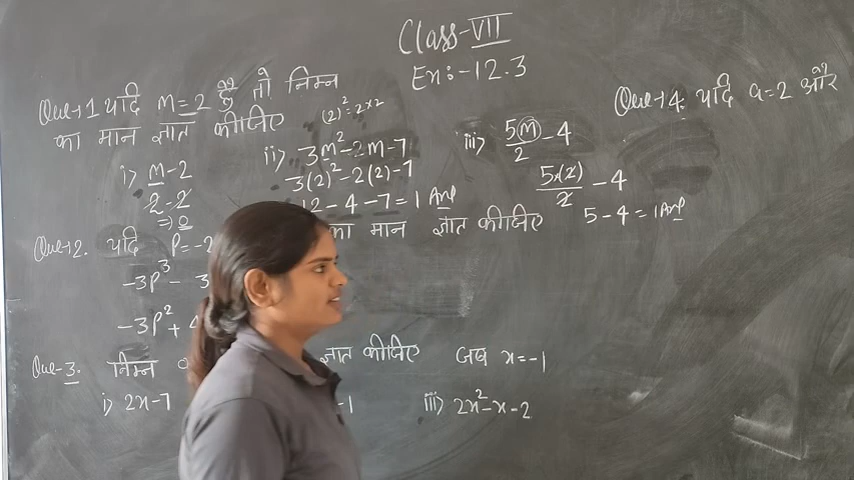 Class-VII
Ex:-12.3
Que-1 यदि m=2 है तो निम्न
का मान ज्ञात कीजिए
(2)²=2×2
i> m-2
2-2
=> 0
ii> 3m²-2m-7
3(2)²-2(2)-7
12-4-7=1 Ans
iii> 5(m)/2 -4
5×(2)/2 -4
5-4=1 Ans
Que-4. यदि a=2 और
Que-2. यदि P=-2 का मान ज्ञात कीजिए
-3P³ - 3
-3P² + 4
Que-3. निम्न ज्ञात कीजिए जब x=-1
i> 2x-7
-1
iii> 2x²-x-2